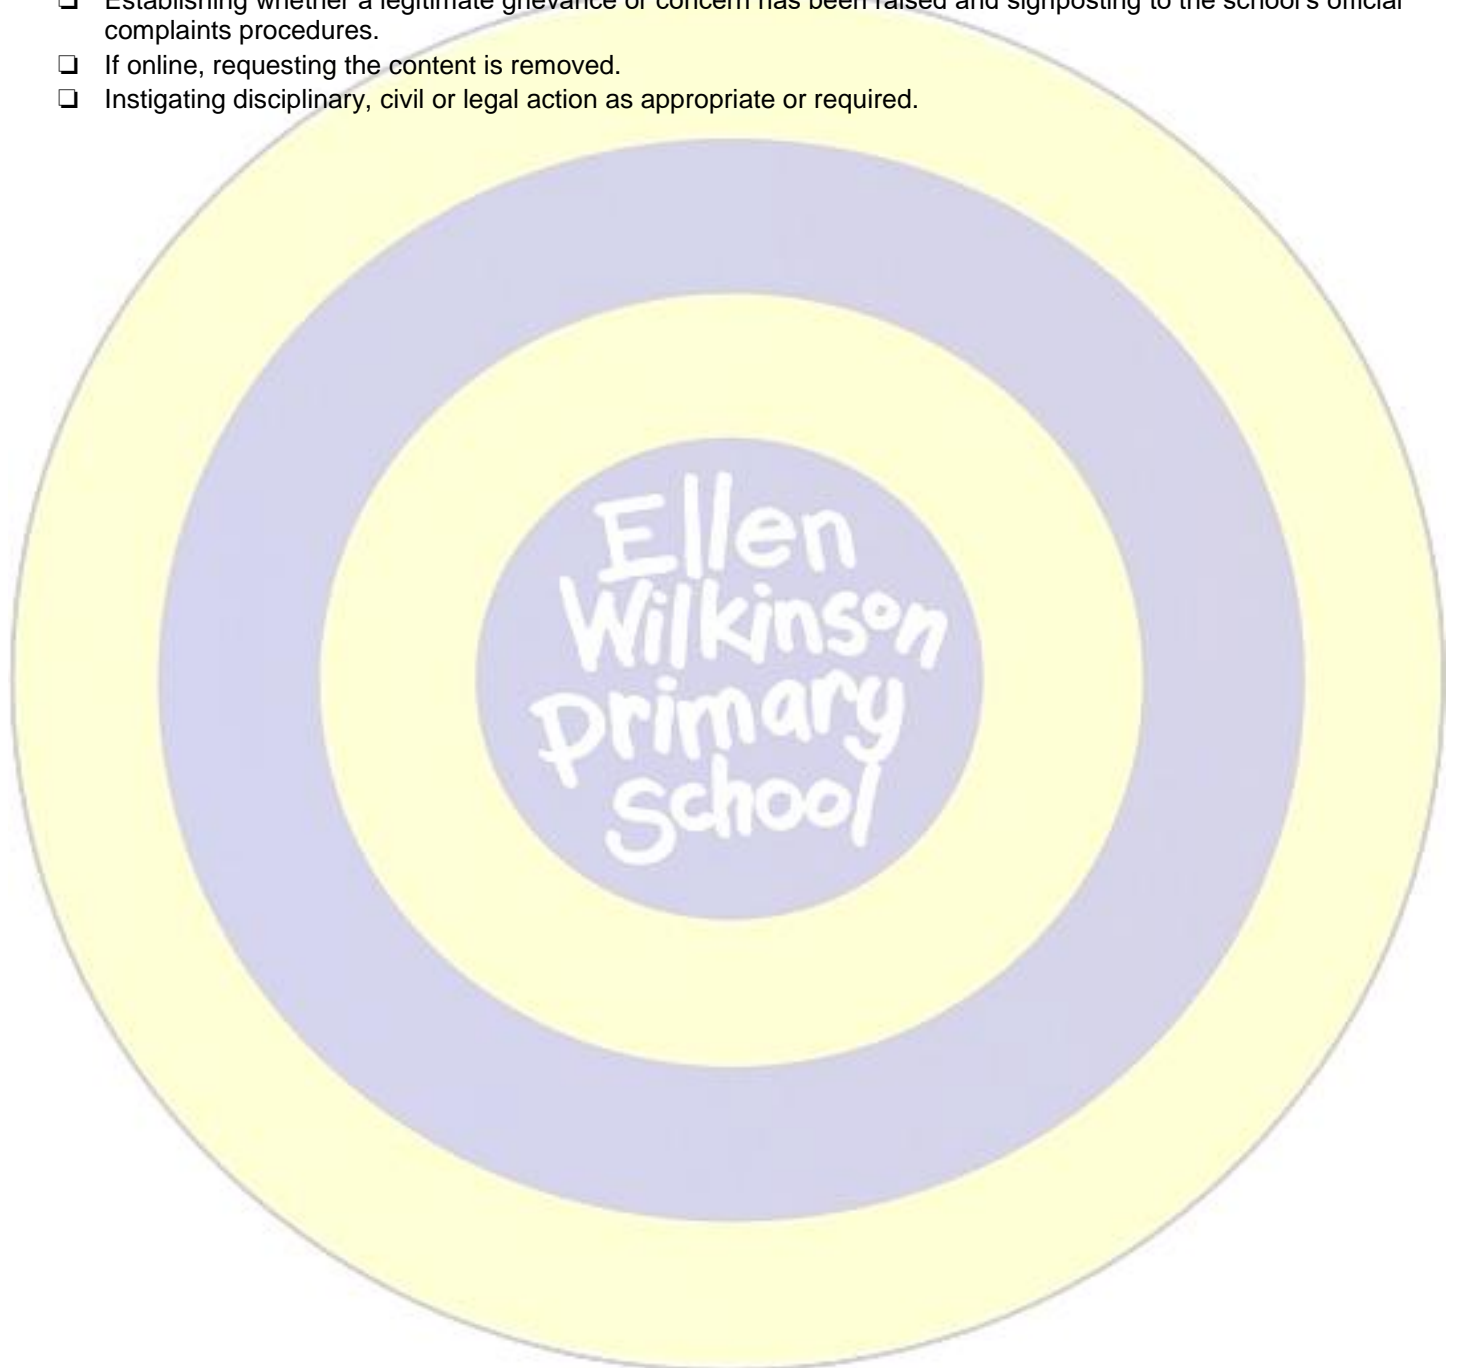 ❏ Establishing whether a legitimate grievance or concern has been raised and signposting to the school's official
complaints procedures.
❏ If online, requesting the content is removed.
❏ Instigating disciplinary, civil or legal action as appropriate or required.
Ellen
Wilkinson
primary
School